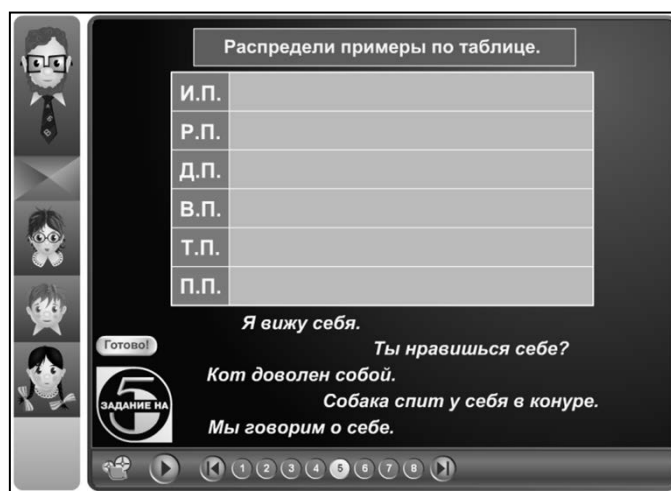 Распредели примеры по таблице.
И.П.
Р.П.
Д.П.
В.П.
Т.П.
П.П.
Я вижу себя.
Готово!
Ты нравишься себе?
Кот доволен собой.
5
ЗАДАНИЕ НА
Собака спит у себя в конуре.
Мы говорим о себе.
1 2 3 4 5 6 7 8